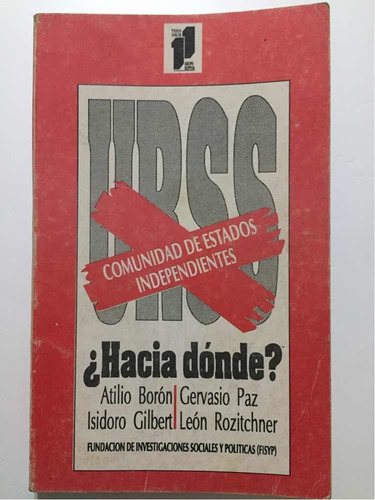 URSS
COMUNIDAD DE ESTADOS
INDEPENDIENTES
¿Hacia dónde?
Atilio Borón Gervasio Paz
Isidoro Gilbert León Rozitchner
FUNDACION DE INVESTIGACIONES SOCIALES Y POLITICAS (FISYP)